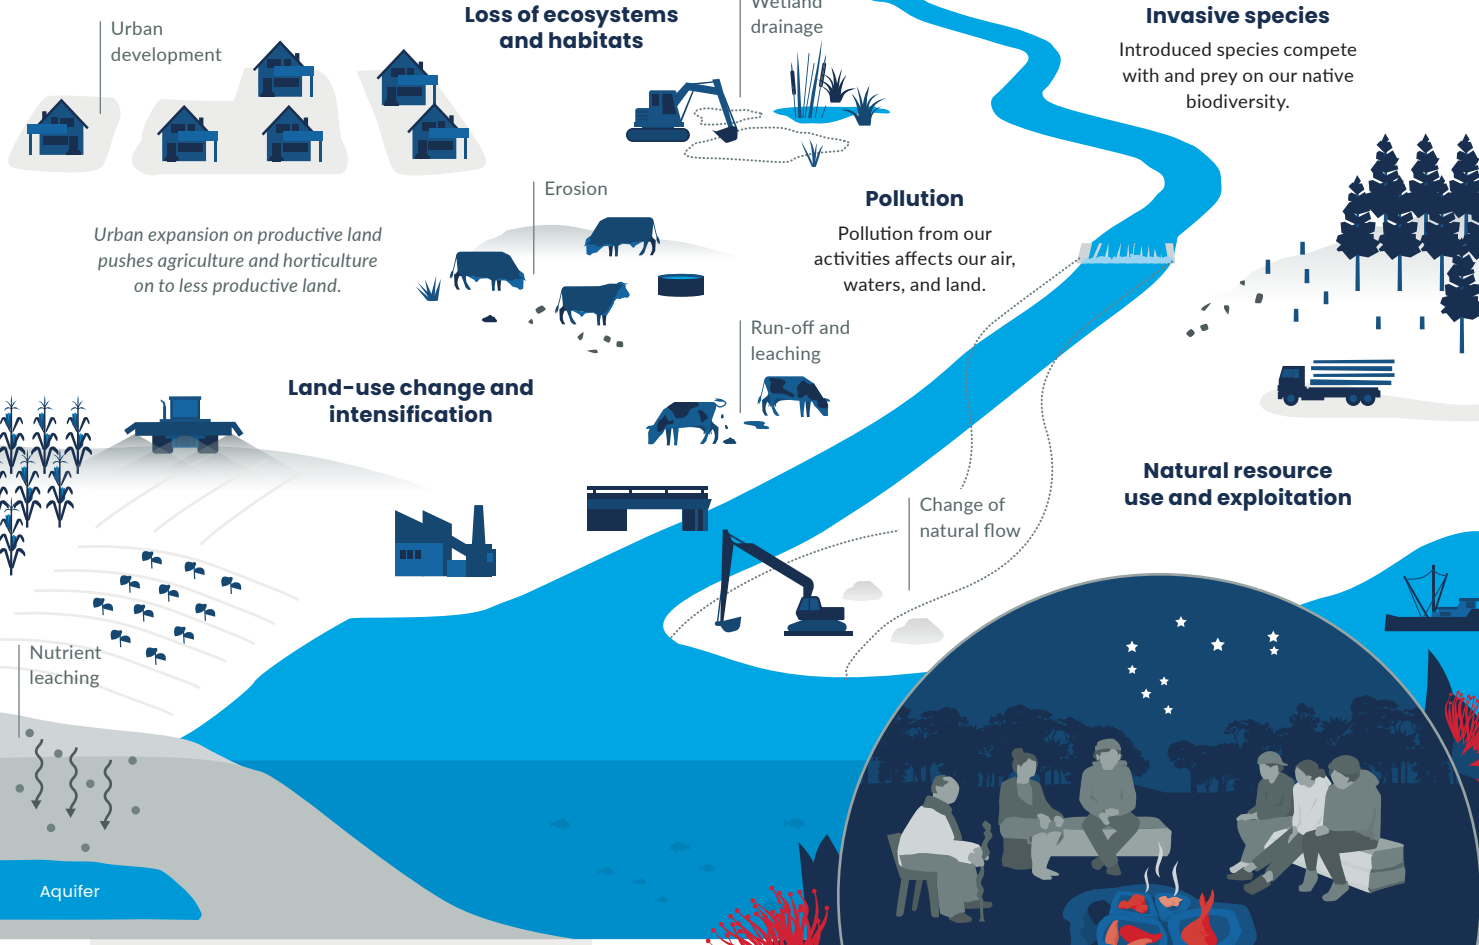 Urban
development
Loss of ecosystems
and habitats
Wetland
drainage
Invasive species
Introduced species compete
with and prey on our native
biodiversity.
Erosion
Urban expansion on productive land
pushes agriculture and horticulture
on to less productive land.
Pollution
Pollution from our
activities affects our air,
waters, and land.
Run-off and
leaching
Land-use change and
intensification
Natural resource
use and exploitation
Change of
natural flow
Nutrient
leaching
Aquifer